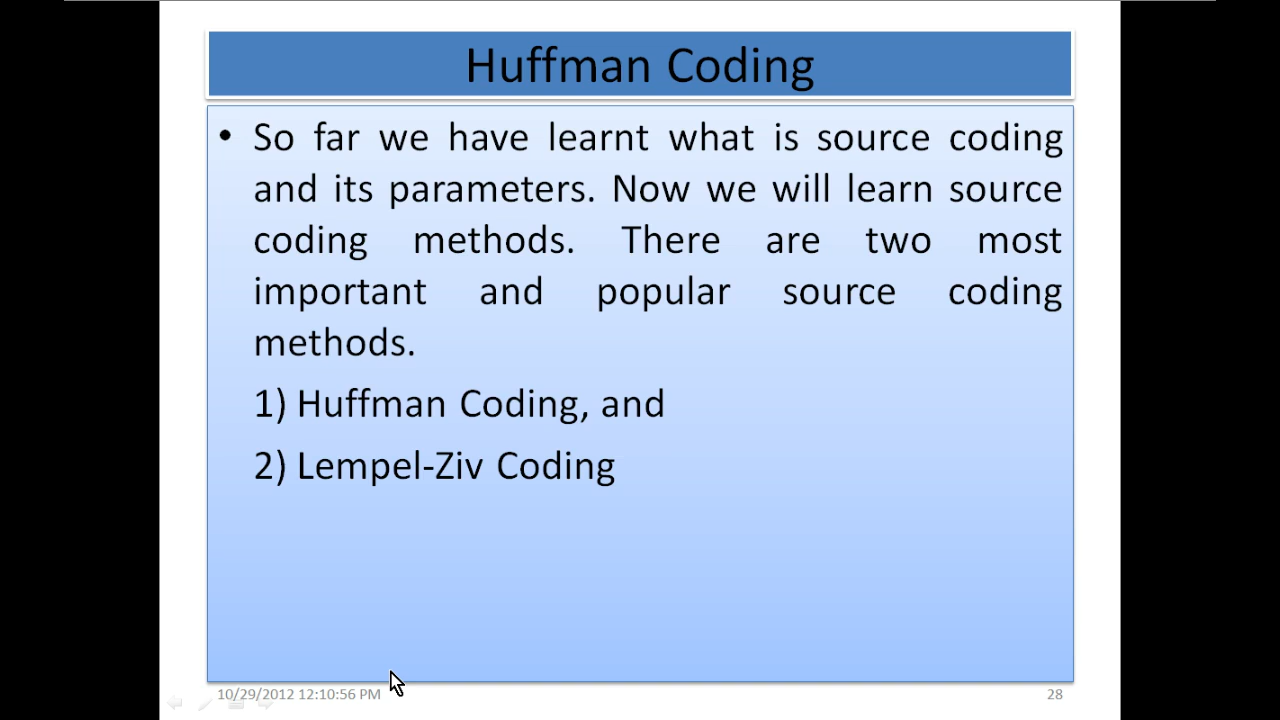 Huffman Coding
• So far we have learnt what is source coding
and its parameters. Now we will learn source
coding methods. There are two most
important and popular source coding
methods.
1) Huffman Coding, and
2) Lempel-Ziv Coding
10/29/2012 12:10:56 PM
28